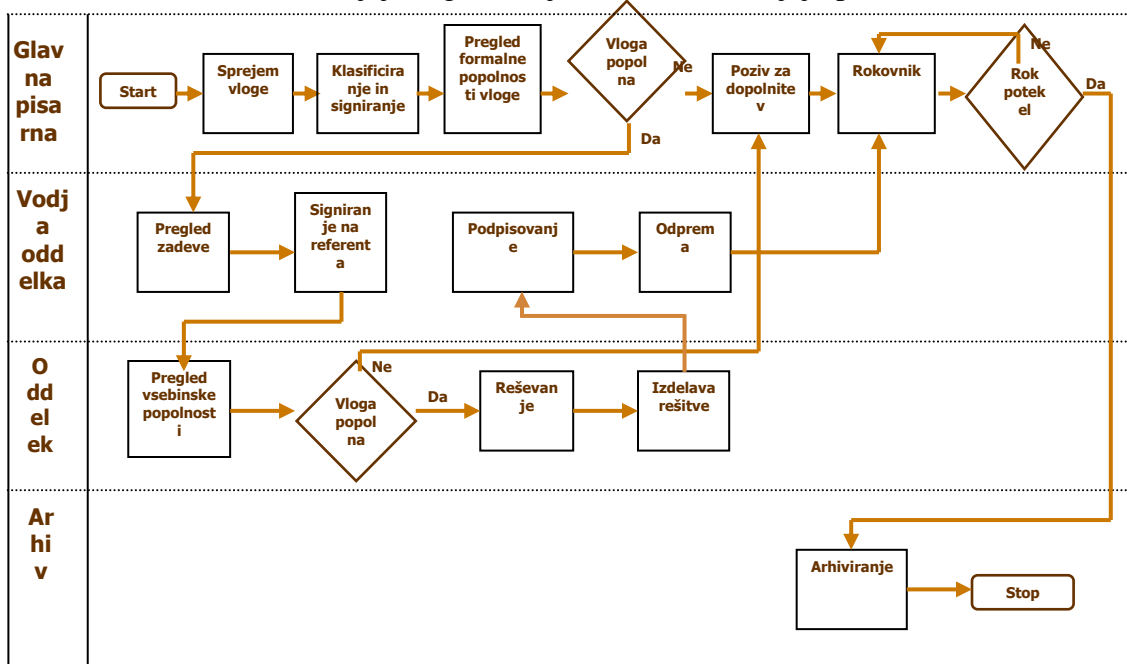 Glav
na
pisa
rna
Start
Sprejem
vloge
Klasificira
nje in
signiranje
Pregled
formalne
popolnos
ti vloge
Vloga
popol
na
Ne
Da
Poziv za
dopolnite
v
Rokovnik
Ne
Rok
potek
el
Da
Vodj
a
odd
elka
Pregled
zadeve
Signiran
je na
referent
a
Podpisovanj
e
Odprem
a
O
dd
el
ek
Pregled
vsebinske
popolnost
i
Ne
Vloga
popol
na
Da
Reševan
je
Izdelava
rešitve
Ar
hi
v
Arhiviranje
Stop